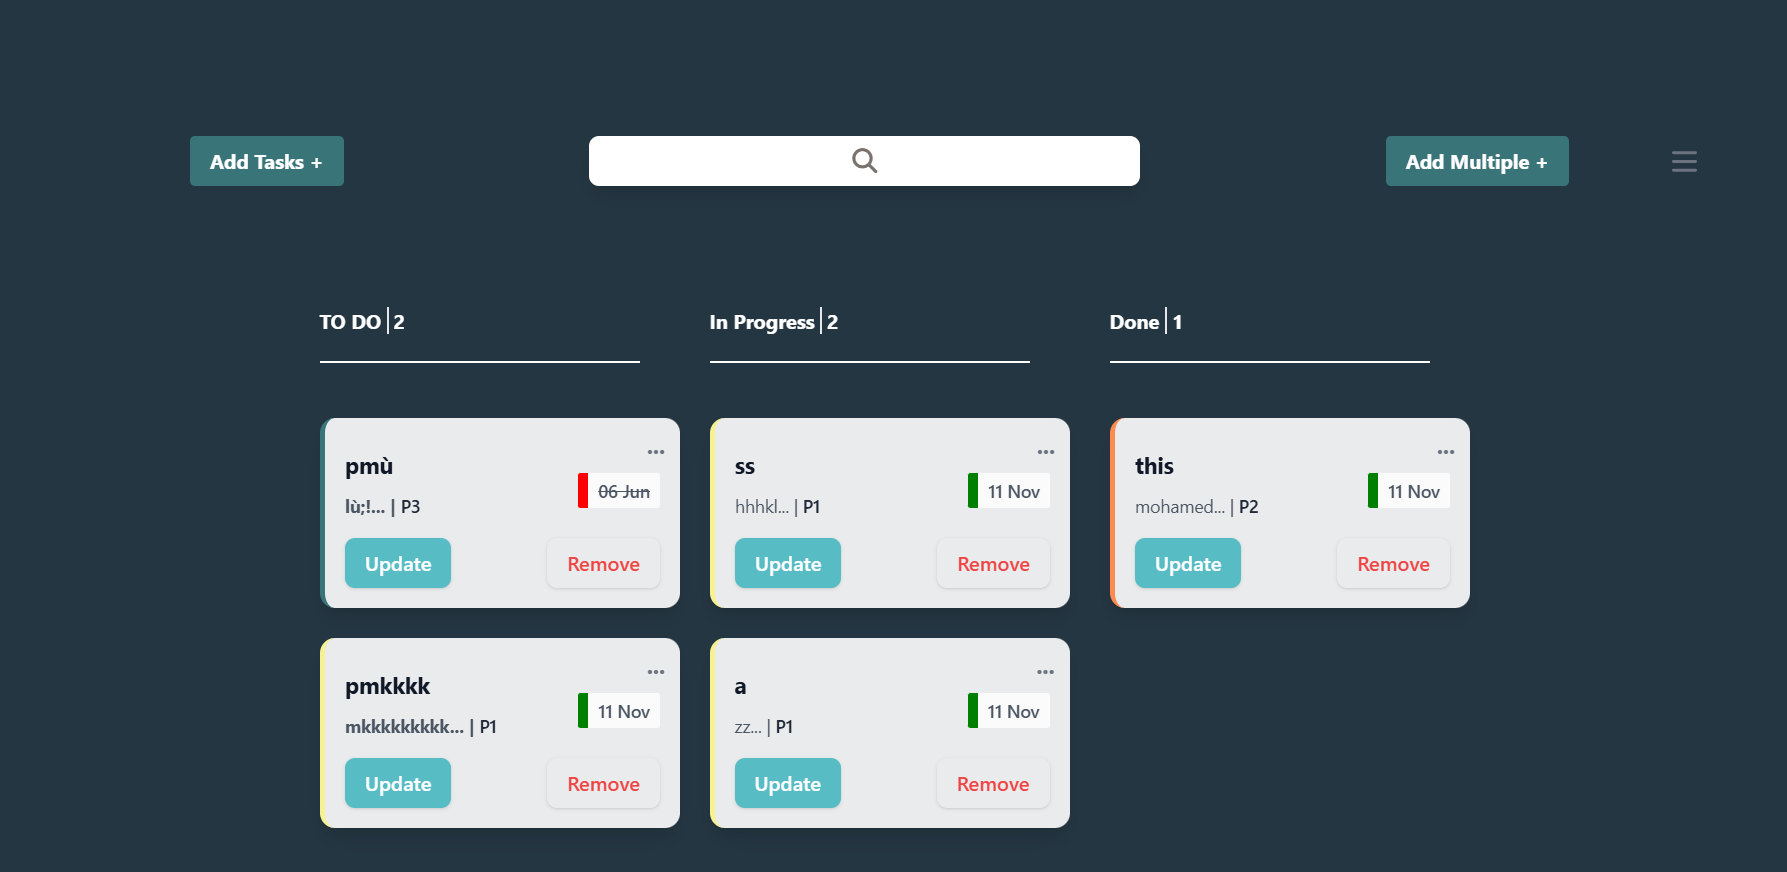 Add Tasks +
Add Multiple +
TO DO 2
In Progress 2
Done 1
pmù
06 Jun
lù;!... | P3
Update
Remove
ss
11 Nov
hhhkl... | P1
Update
Remove
this
11 Nov
mohamed... | P2
Update
Remove
pmkkkk
11 Nov
mkkkkkkkkk... | P1
Update
Remove
a
11 Nov
zz... | P1
Update
Remove